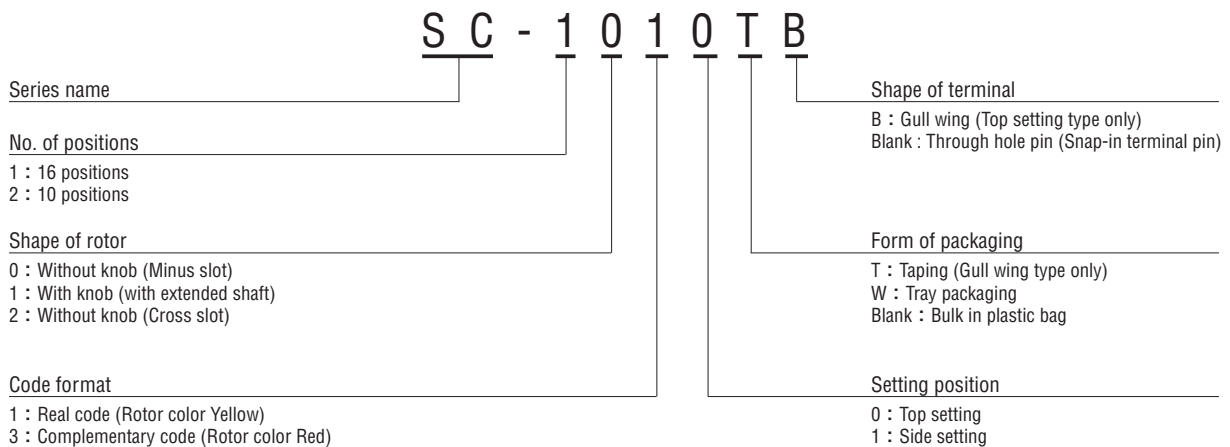 SC-1010TB
Series name
No. of positions
1 : 16 positions
2 : 10 positions
Shape of rotor
0 : Without knob (Minus slot)
1 : With knob (with extended shaft)
2 : Without knob (Cross slot)
Code format
1 : Real code (Rotor color Yellow)
3 : Complementary code (Rotor color Red)
Shape of terminal
B : Gull wing (Top setting type only)
Blank : Through hole pin (Snap-in terminal pin)
Form of packaging
T : Taping (Gull wing type only)
W : Tray packaging
Blank : Bulk in plastic bag
Setting position
0 : Top setting
1 : Side setting